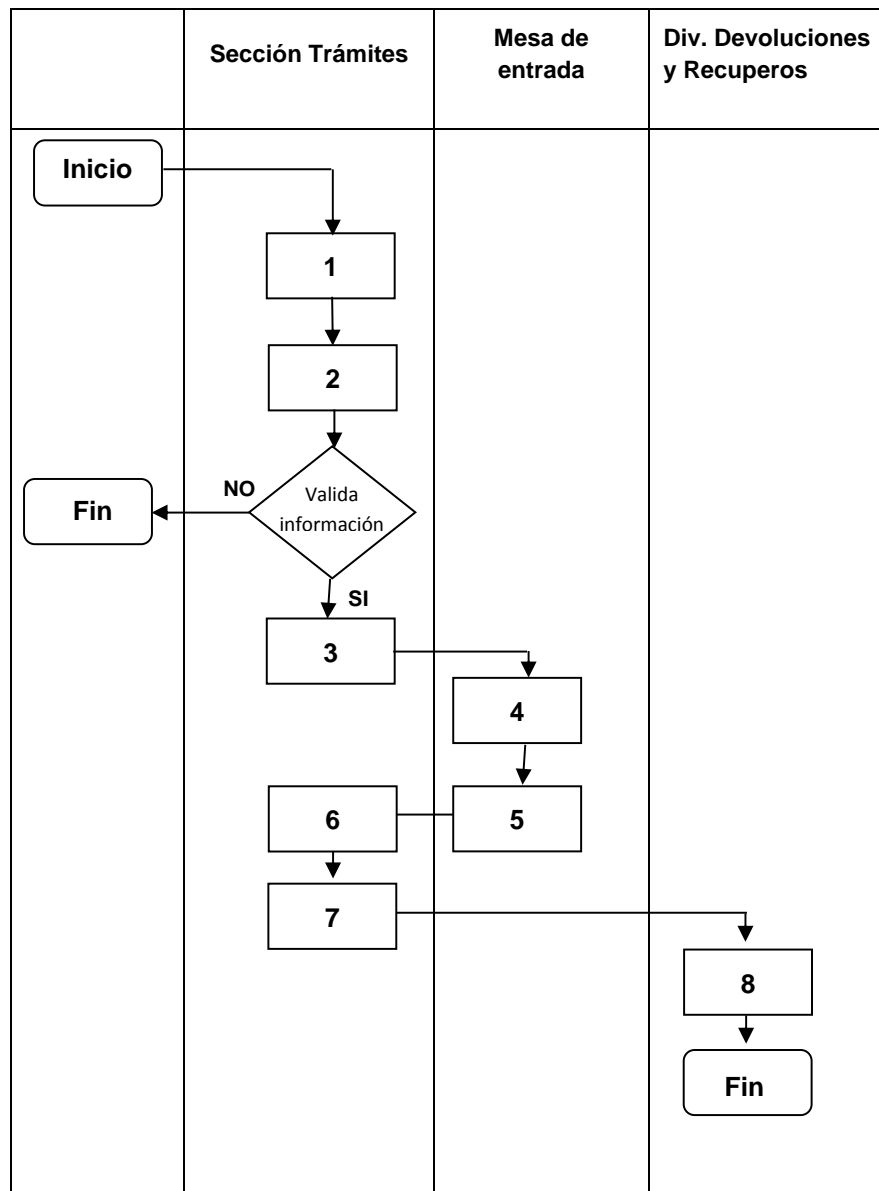 Sección Trámites
Mesa de
entrada
Div. Devoluciones
y Recuperos
Inicio
1
2
Valida
información
NO
Fin
SI
3
4
6
5
7
8
Fin